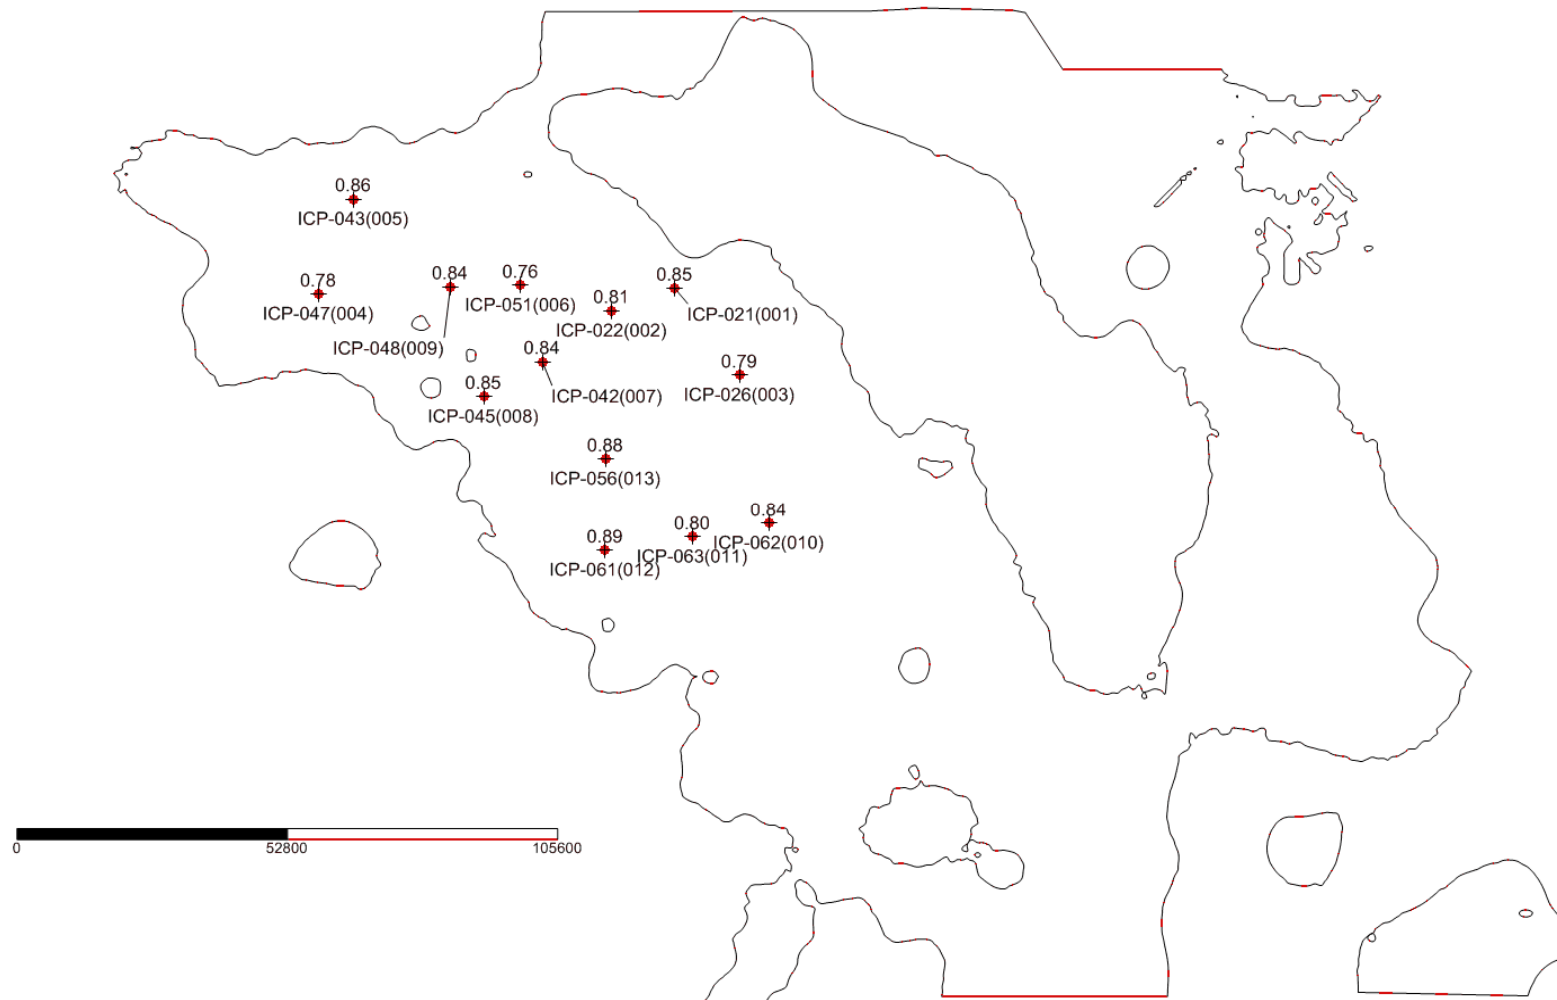 0.86
ICP-043(005)
0.78
ICP-047(004)
0.84
ICP-048(009)
0.76
ICP-051(006)
0.81
ICP-022(002)
0.85
ICP-021(001)
0.84
ICP-042(007)
0.79
ICP-026(003)
0.85
ICP-045(008)
0.88
ICP-056(013)
0.89
ICP-061(012)
0.80
ICP-063(011)
0.84
ICP-062(010)
0 52800 105600